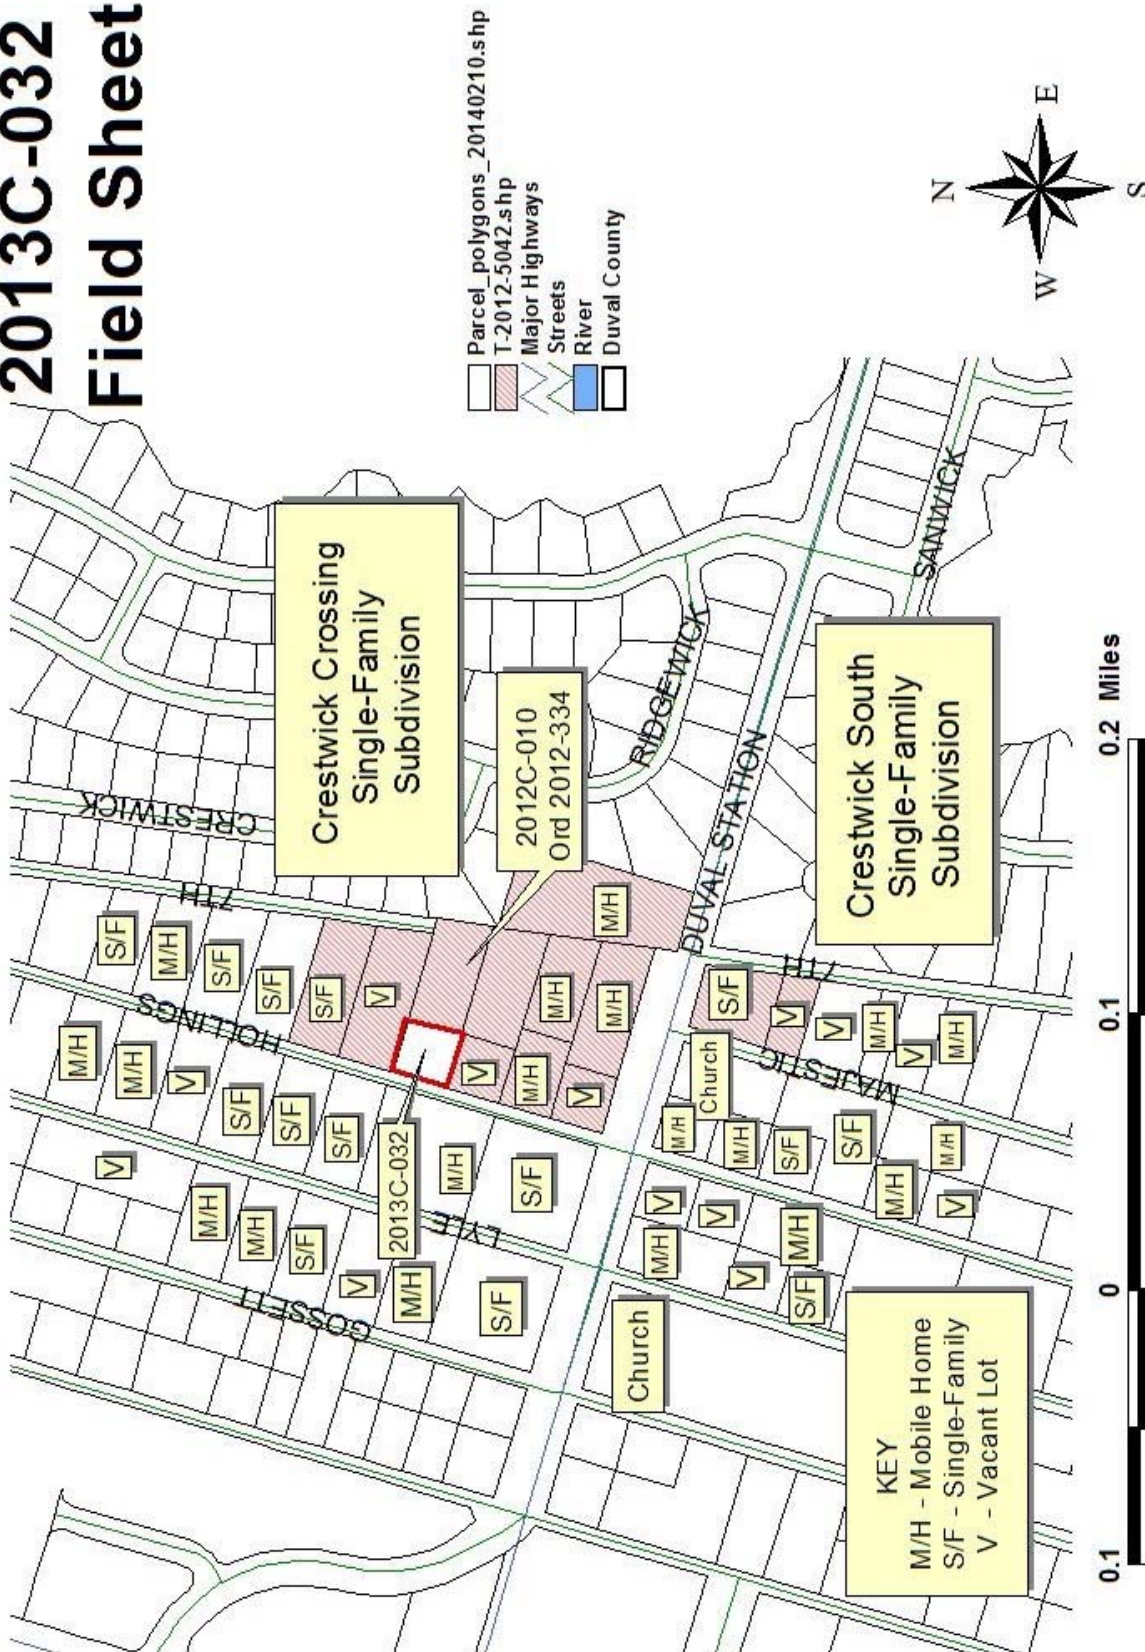 2013C-032
Field Sheet
Parcel_polygons_20140210.shp
T-2012-5042.shp
Major Highways
Streets
River
Duval County
N
W
E
S
CRESTWICK
7TH
HOLLINGS
LYLE
GOSSETT
Crestwick Crossing
Single-Family
Subdivision
2012C-010
Ord 2012-334
2013C-032
RIDGEWICK
DUVAL STATION
SANWICK
M/H
V
S/F
M/H
M/H
V
M/H
S/F
S/F
M/H
S/F
S/F
S/F
S/F
S/F
V
V
M/H
M/H
V
S/F
M/H
S/F
M/H
V
M/H
M/H
Church
M/H
V
M/H
Church
S/F
V
M/H
V
V
S/F
M/H
S/F
V
S/F
M/H
M/H
V
M/H
M/H
V
7TH
MAJESTIC
Crestwick South
Single-Family
Subdivision
KEY
M/H - Mobile Home
S/F - Single-Family
V - Vacant Lot
0.1
0
0.1
0.2 Miles